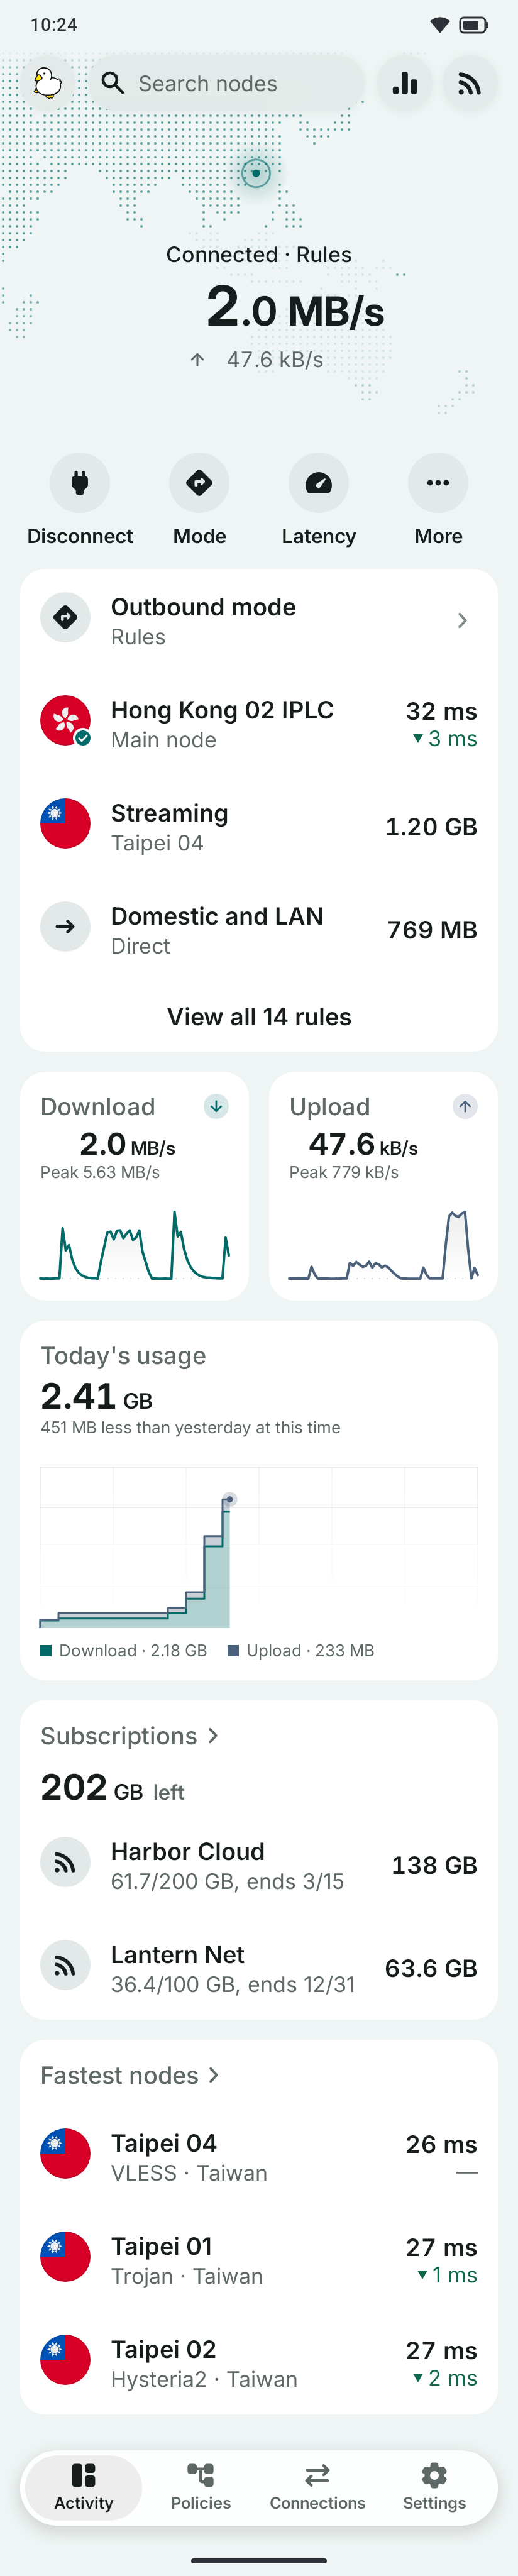 10:24
Search nodes
Connected · Rules
2.0 MB/s
47.6 kB/s
Disconnect
Mode
Latency
More
Outbound mode
Rules
Hong Kong 02 IPLC
32 ms
Main node
3 ms
Streaming
Taipei 04
1.20 GB
Domestic and LAN
Direct
769 MB
View all 14 rules
Download
2.0 MB/s
Peak 5.63 MB/s
Upload
47.6 kB/s
Peak 779 kB/s
Today's usage
2.41 GB
451 MB less than yesterday at this time
Download · 2.18 GB
Upload · 233 MB
Subscriptions
202 GB left
Harbor Cloud
61.7/200 GB, ends 3/15
138 GB
Lantern Net
36.4/100 GB, ends 12/31
63.6 GB
Fastest nodes
Taipei 04
26 ms
VLESS · Taiwan
—
Taipei 01
27 ms
Trojan · Taiwan
1 ms
Taipei 02
27 ms
Hysteria2 · Taiwan
2 ms
Activity
Policies
Connections
Settings